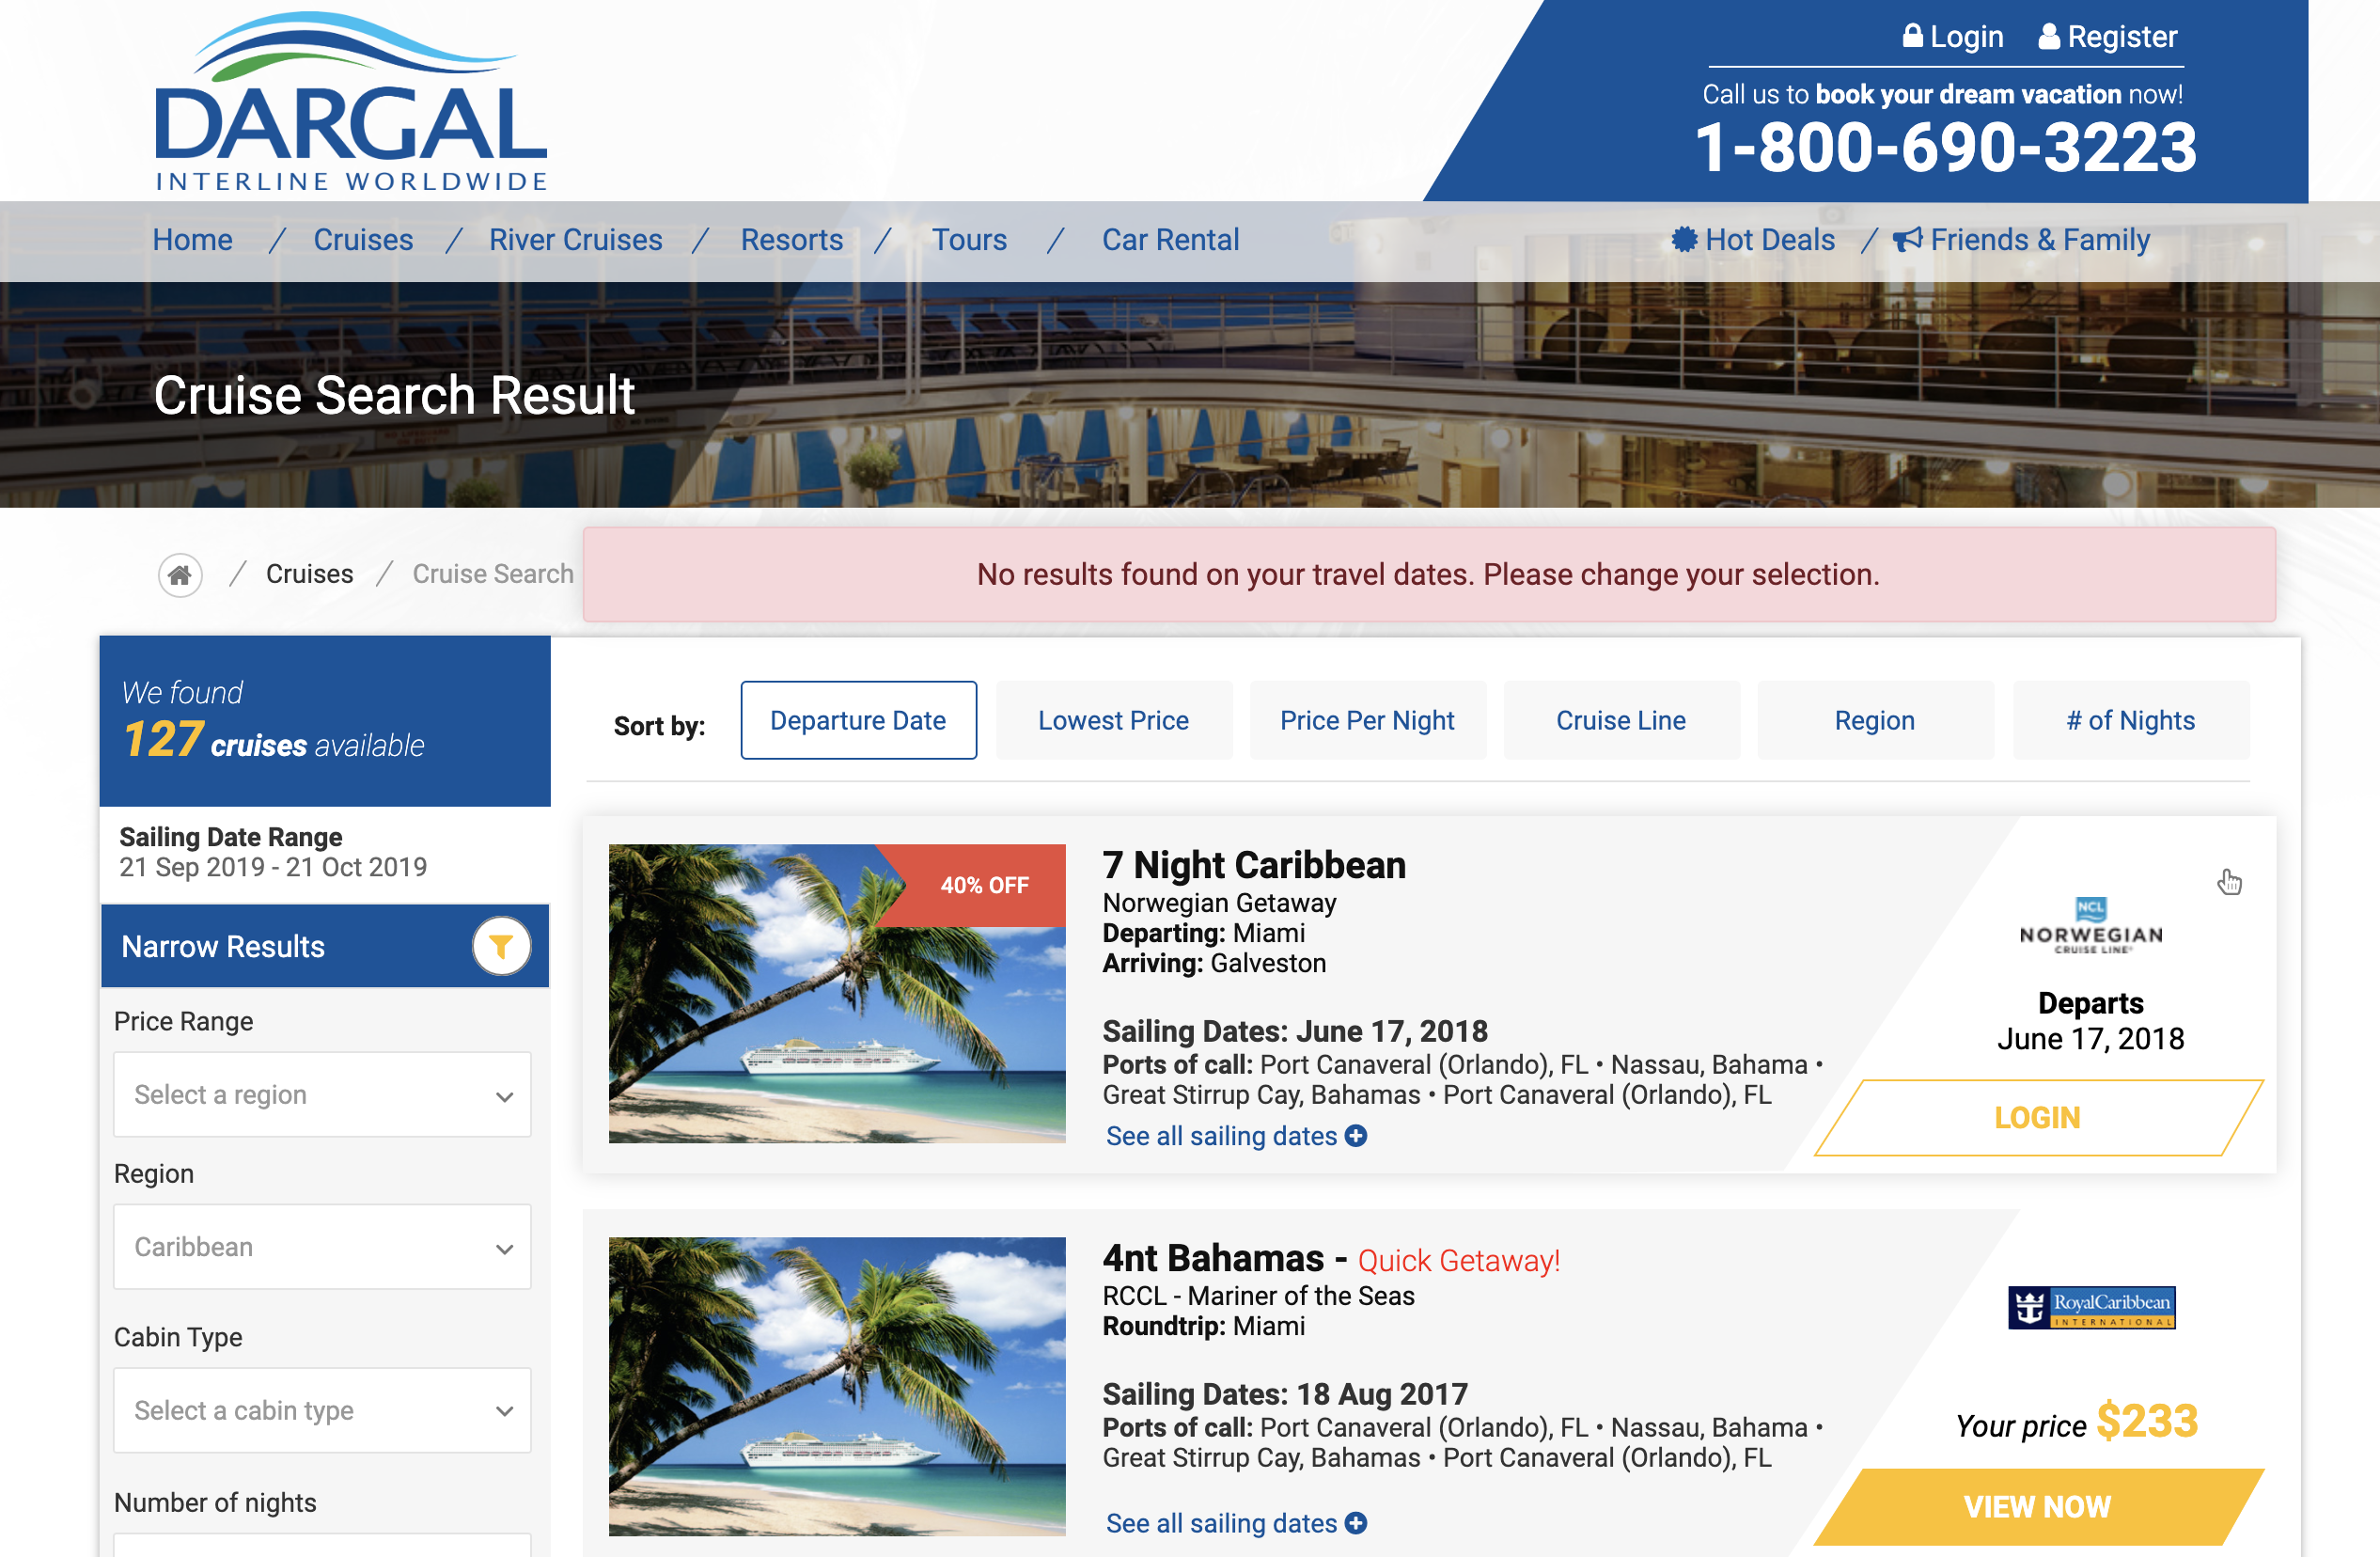 DARGAL
INTERLINE WORLDWIDE
Login Register
Call us to book your dream vacation now!
1-800-690-3223
Home / Cruises / River Cruises / Resorts / Tours / Car Rental
Hot Deals / Friends & Family
Cruise Search Result
/ Cruises / Cruise Search
No results found on your travel dates. Please change your selection.
We found
127 cruises available
Sailing Date Range
21 Sep 2019 - 21 Oct 2019
Narrow Results
Price Range
Select a region
Region
Caribbean
Cabin Type
Select a cabin type
Number of nights
Sort by:
Departure Date
Lowest Price
Price Per Night
Cruise Line
Region
# of Nights
40% OFF
7 Night Caribbean
Norwegian Getaway
Departing: Miami
Arriving: Galveston
Sailing Dates: June 17, 2018
Ports of call: Port Canaveral (Orlando), FL • Nassau, Bahama •
Great Stirrup Cay, Bahamas • Port Canaveral (Orlando), FL
See all sailing dates
NCL
NORWEGIAN
CRUISE LINE®
Departs
June 17, 2018
LOGIN
4nt Bahamas - Quick Getaway!
RCCL - Mariner of the Seas
Roundtrip: Miami
Sailing Dates: 18 Aug 2017
Ports of call: Port Canaveral (Orlando), FL • Nassau, Bahama •
Great Stirrup Cay, Bahamas • Port Canaveral (Orlando), FL
See all sailing dates
RoyalCaribbean
INTERNATIONAL
Your price $233
VIEW NOW